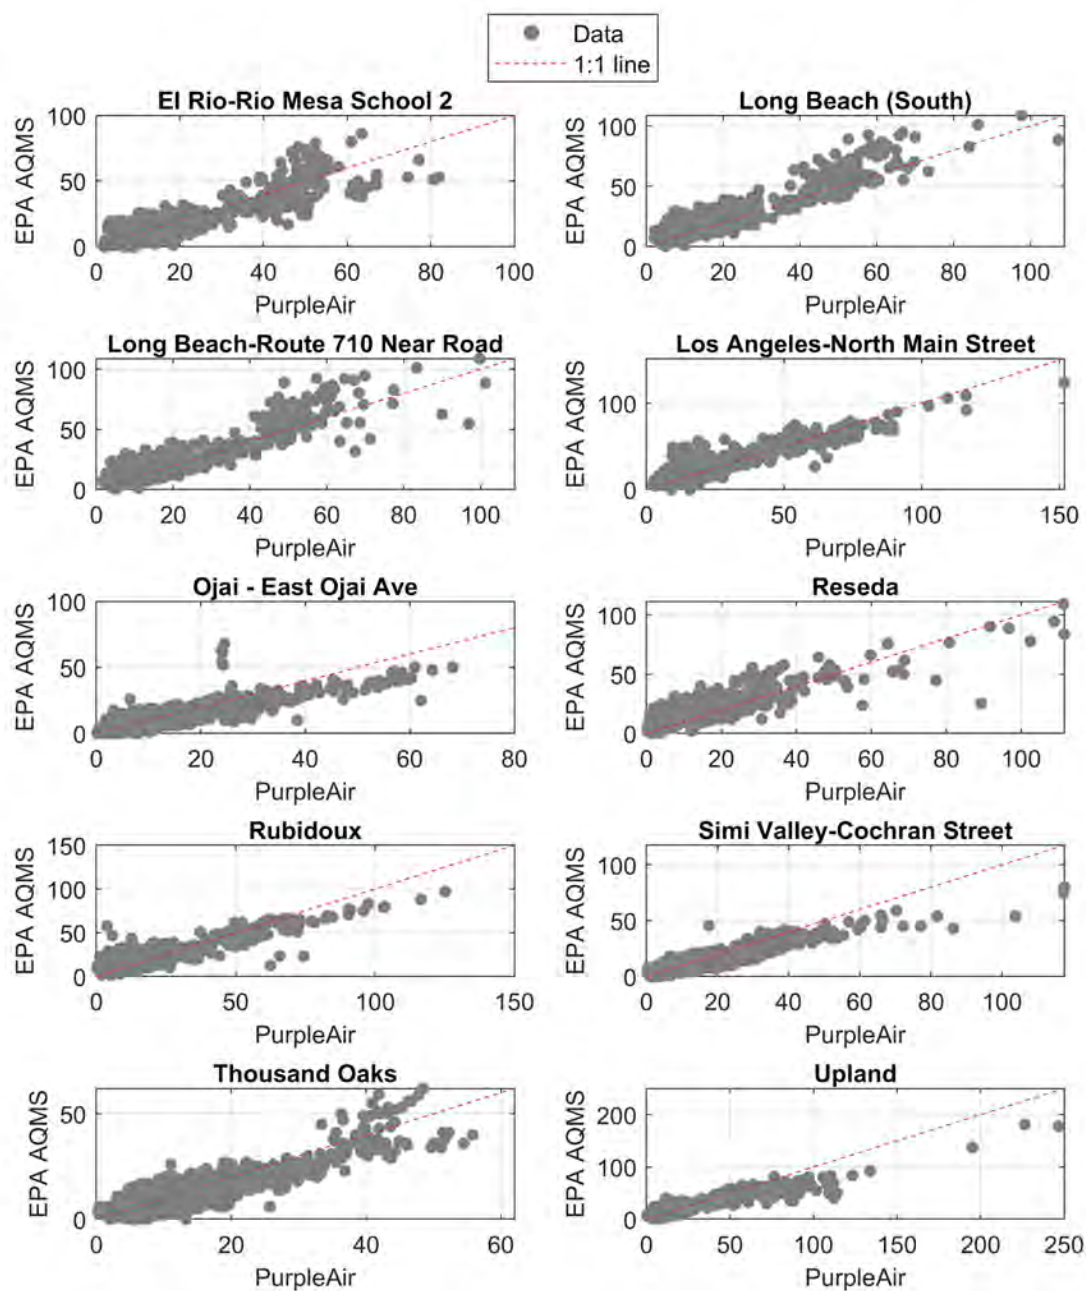 Data
1:1 line
El Rio-Rio Mesa School 2
EPA AQMS
100
50
0
0 20 40 60 80 100
PurpleAir
Long Beach (South)
EPA AQMS
100
50
0
0 20 40 60 80 100
PurpleAir
Long Beach-Route 710 Near Road
EPA AQMS
100
50
0
0 20 40 60 80 100
PurpleAir
Los Angeles-North Main Street
EPA AQMS
100
0
50 100 150
PurpleAir
Ojai - East Ojai Ave
EPA AQMS
100
50
0
0 20 40 60 80
PurpleAir
Reseda
EPA AQMS
100
50
0
0 20 40 60 80 100
PurpleAir
Rubidoux
EPA AQMS
150
100
50
0
0 50 100 150
PurpleAir
Simi Valley-Cochran Street
EPA AQMS
100
50
0
0 20 40 60 80 100
PurpleAir
Thousand Oaks
EPA AQMS
50
0
0 20 40 60
PurpleAir
Upland
EPA AQMS
200
100
0
0 50 100 150 200 250
PurpleAir